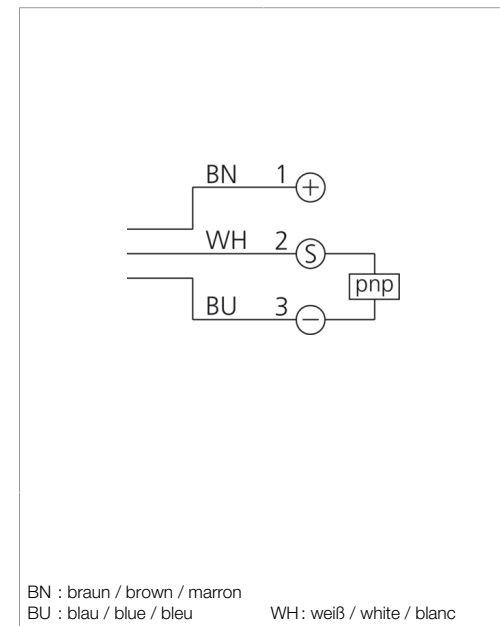 BN 1 +
WH 2 S
pnp
BU 3 −
BN : braun / brown / marron
BU : blau / blue / bleu WH : weiß / white / blanc